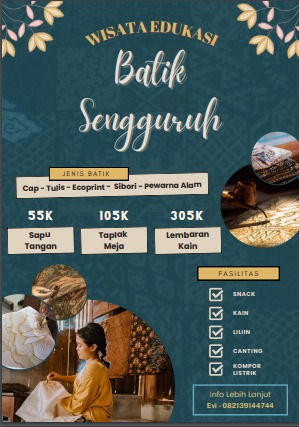 WISATA EDUKASI
Batik
Sengguruh
JENIS BATIK
Cap - Tulis - Ecoprint - Sibori - Pewarna Alam
55K
105K
305K
Sapu
Tangan
Taplak
Meja
Lembaran
Kain
FASILITAS
SNACK
KAIN
LILIIN
CANTING
KOMPOR
LISTRIK
Info Lebih Lanjut
Evi - 082139144744